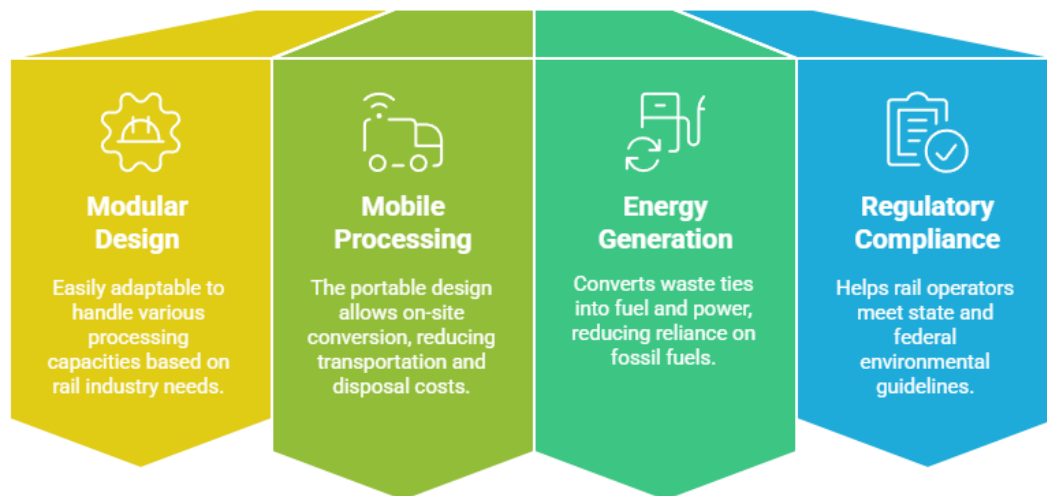 Modular
Design
Easily adaptable to
handle various
processing
capacities based on
rail industry needs.
Mobile
Processing
The portable design
allows on-site
conversion, reducing
transportation and
disposal costs.
Energy
Generation
Converts waste ties
into fuel and power,
reducing reliance on
fossil fuels.
Regulatory
Compliance
Helps rail operators
meet state and
federal
environmental
guidelines.